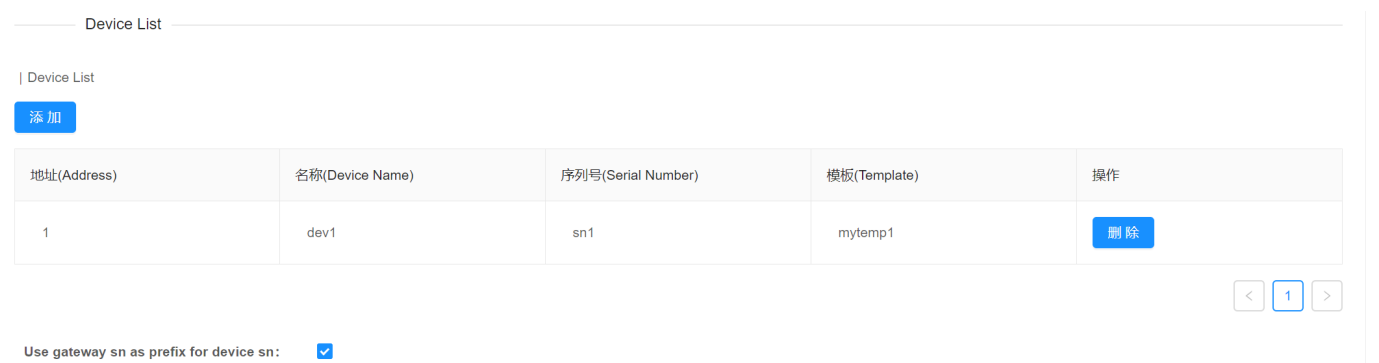 Device List
| Device List
添 加
地址(Address) 名称(Device Name) 序列号(Serial Number) 模板(Template) 操作
1 dev1 sn1 mytemp1 删 除
< 1 >
Use gateway sn as prefix for device sn: